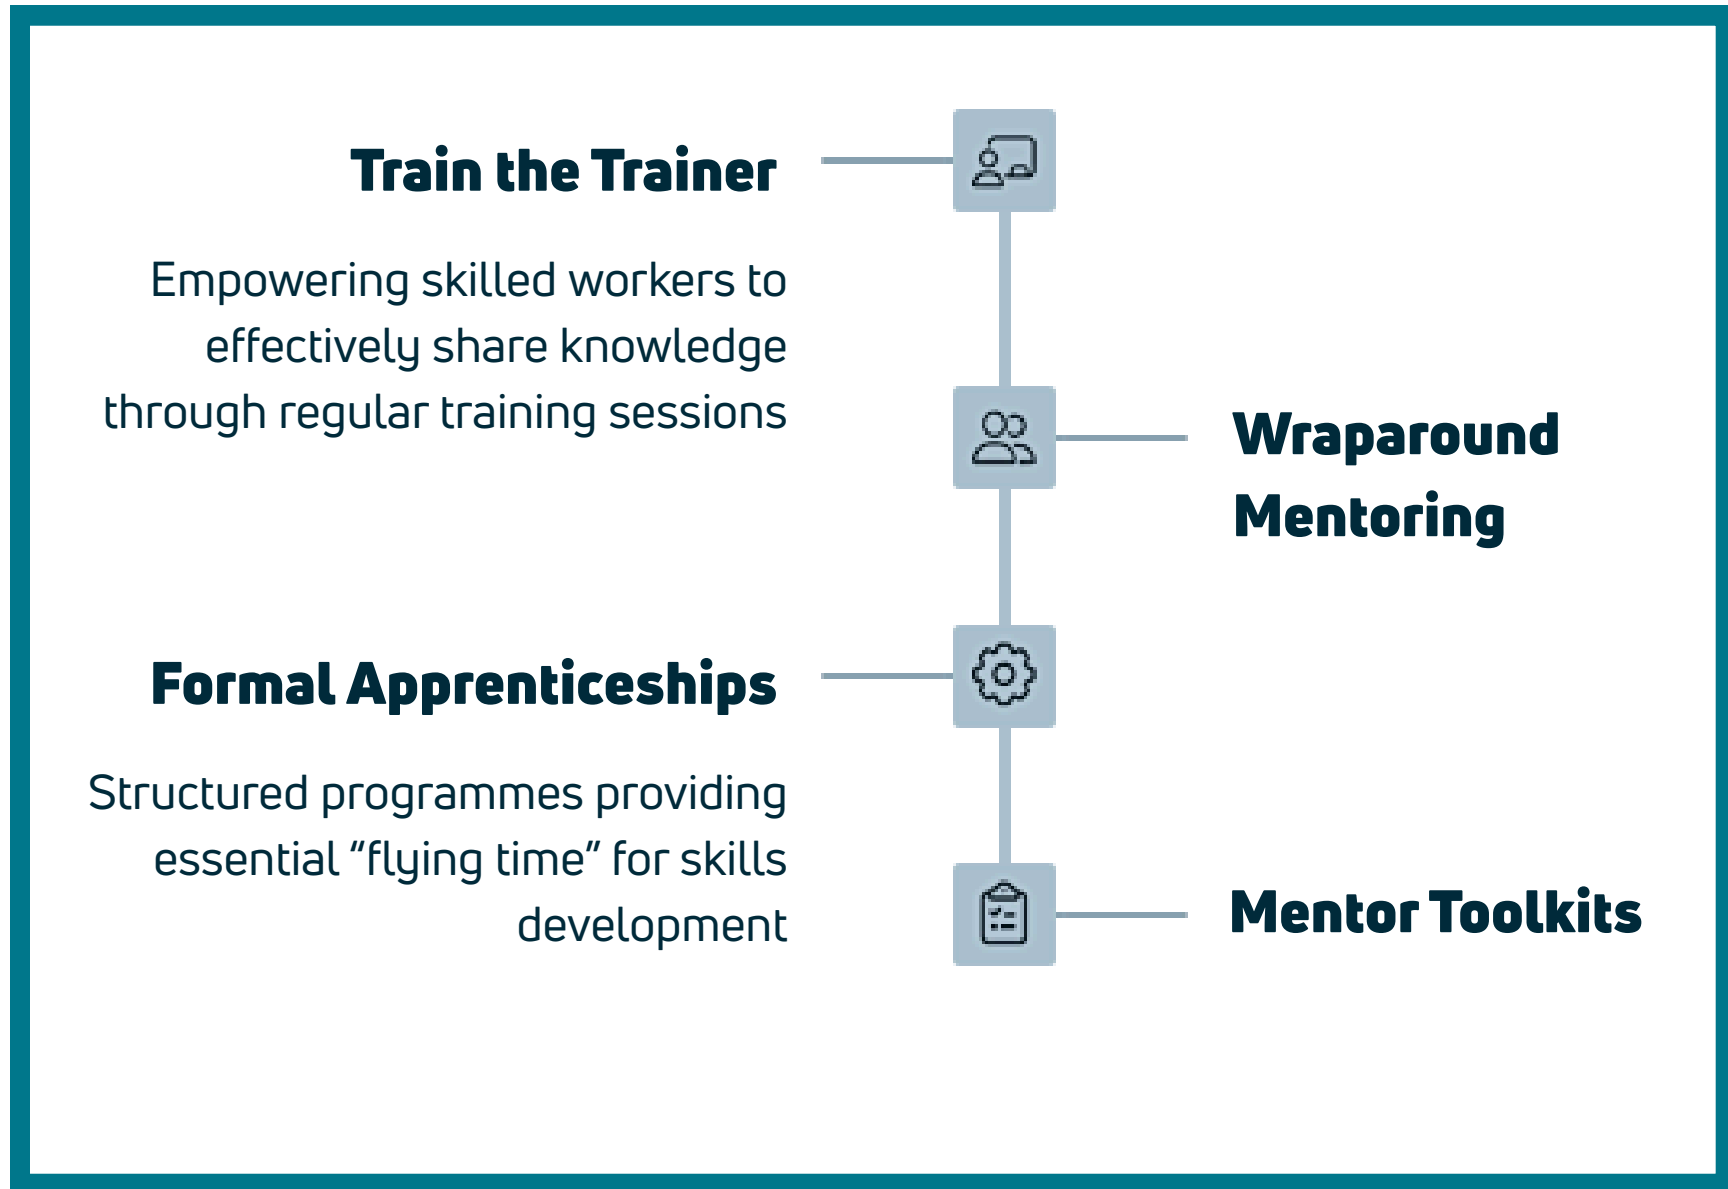 Train the Trainer
Empowering skilled workers to
effectively share knowledge
through regular training sessions
Wraparound
Mentoring
Formal Apprenticeships
Structured programmes providing
essential “flying time” for skills
development
Mentor Toolkits